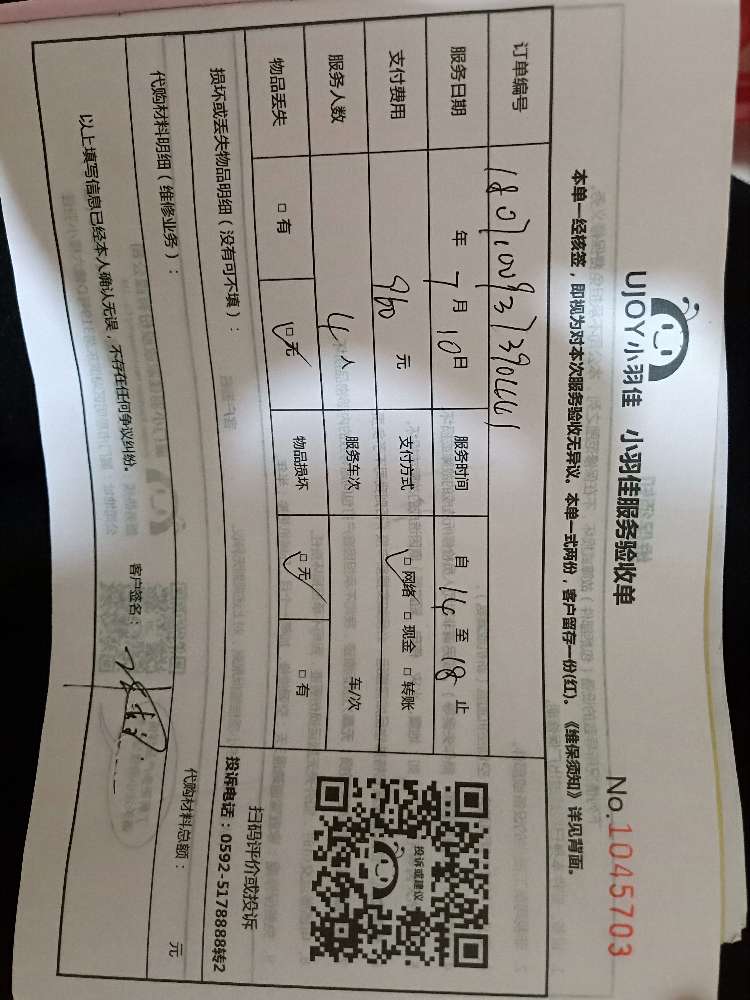 UJOY小羽佳 小羽佳服务验收单
No.1045703
本单一经核签，即视为对本次服务验收无异议。本单一式两份，客户留存一份(红)。《维保须知》详见背面。
订单编号
服务日期 年 7 月 10 日 服务时间 自 14 至 18 止
支付费用 960 元 支付方式 ☑网络 □现金 □转账
服务人数 4 人 服务车次 车/次
物品丢失 □有 ☑无 物品损坏 ☑无 □有
损坏或丢失物品明细（没有可不填）：
投诉或建议
扫码评价或投诉
投诉电话：0592-5178888转2
代购材料明细（维修业务）： 代购材料总额： 元
以上填写信息已经本人确认无误，不存在任何争议纠纷。 客户签名：